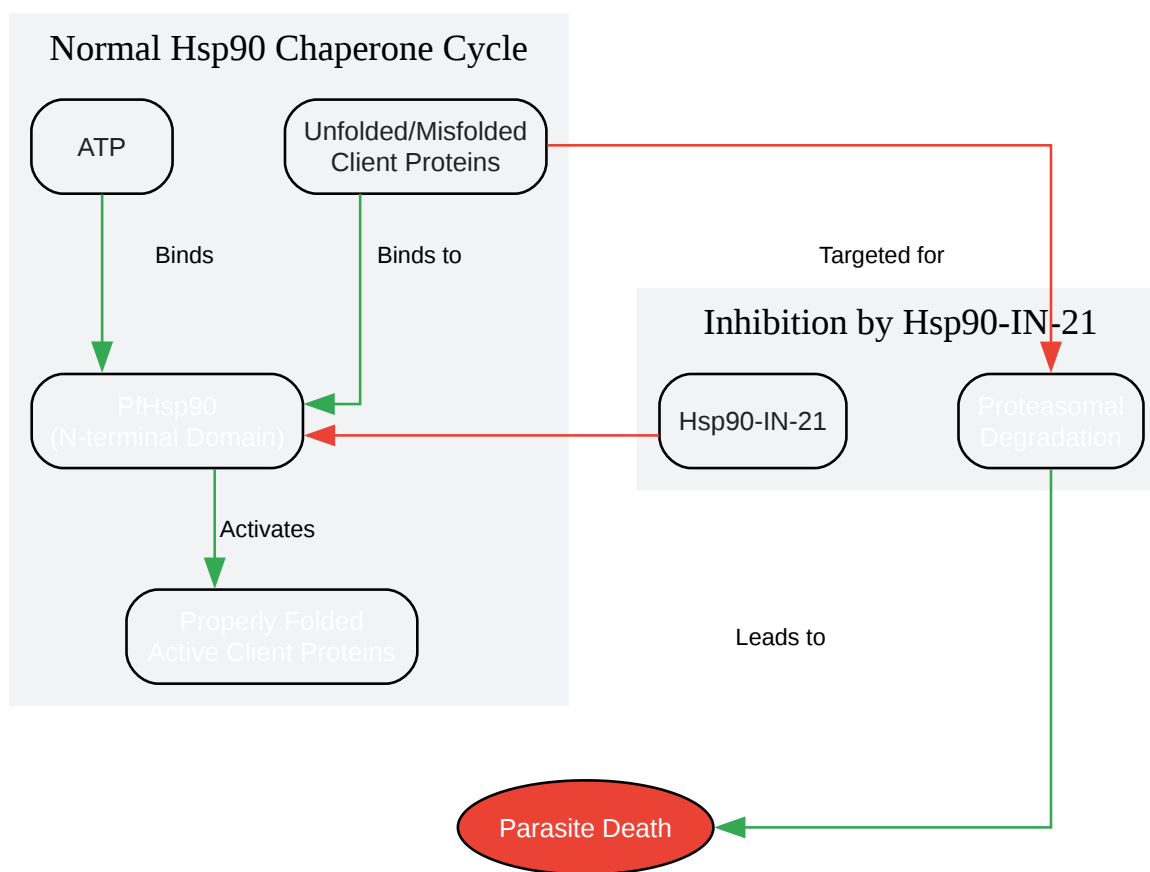 Normal Hsp90 Chaperone Cycle
ATP
Unfolded/Misfolded
Client Proteins
Binds
Binds to
Targeted for
Inhibition by Hsp90-IN-21
PfHsp90
(N-terminal Domain)
Hsp90-IN-21
Proteasomal
Degradation
Activates
Properly Folded
Active Client Proteins
Leads to
Parasite Death